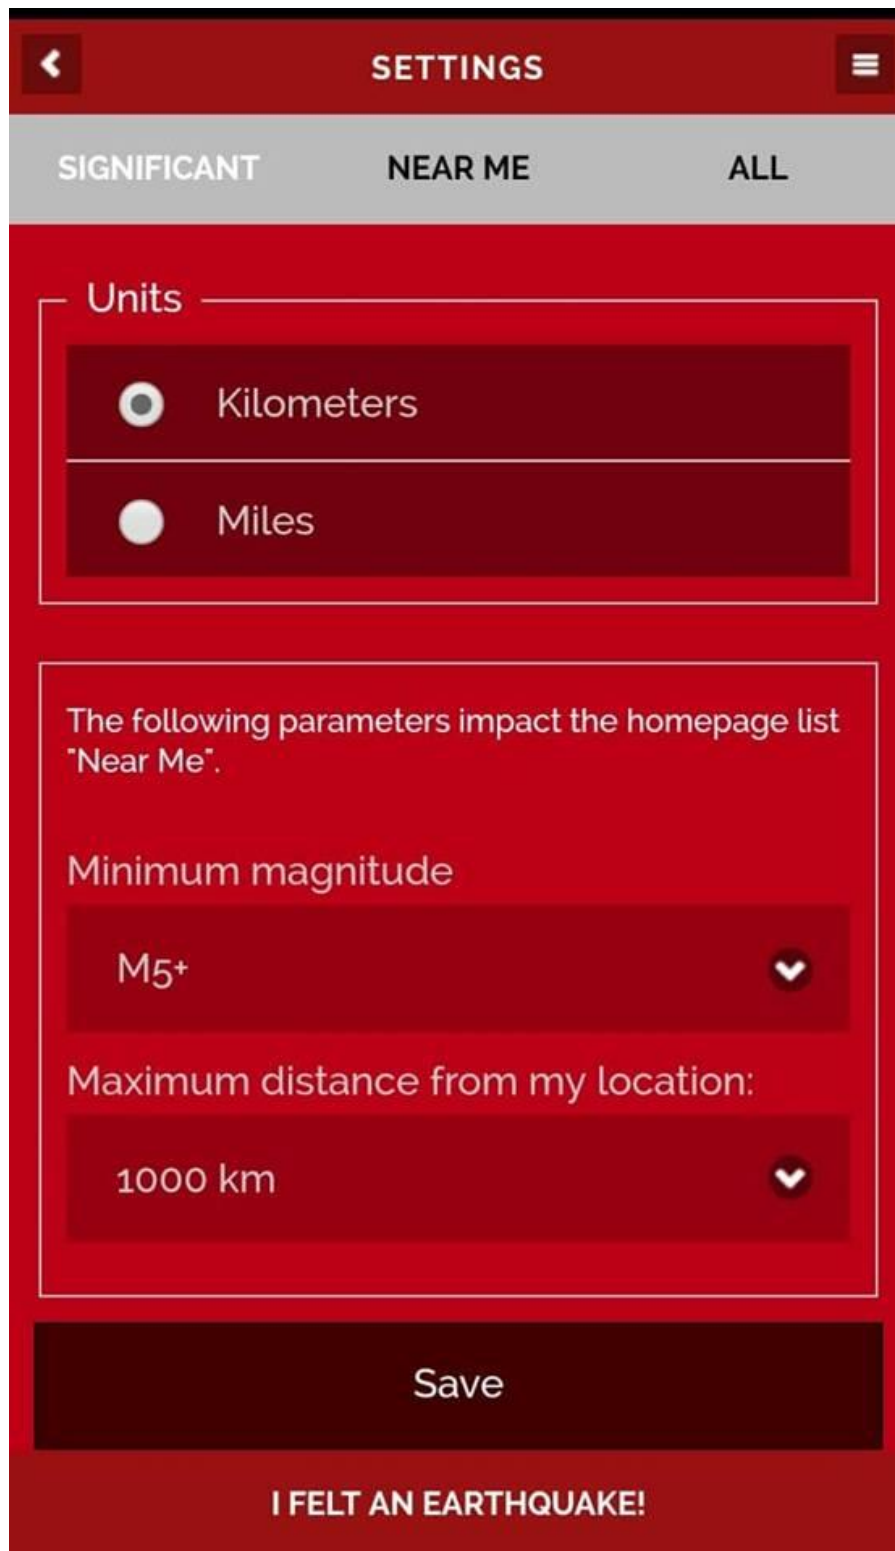 SETTINGS
SIGNIFICANT NEAR ME ALL
Units
Kilometers
Miles
The following parameters impact the homepage list
"Near Me".
Minimum magnitude
M5+
Maximum distance from my location:
1000 km
Save
I FELT AN EARTHQUAKE!